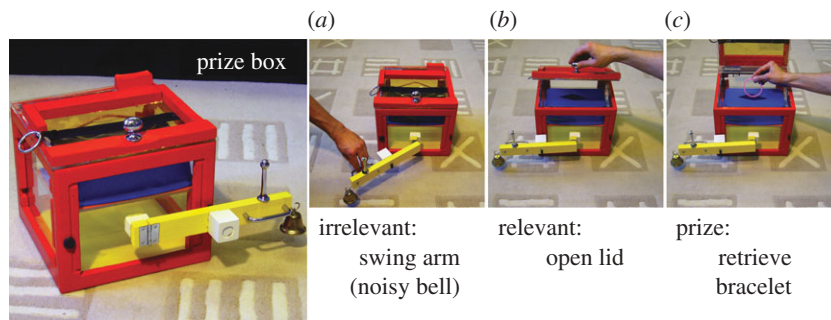 (a)
(b)
(c)
prize box
irrelevant:
swing arm
(noisy bell)
relevant:
open lid
prize:
retrieve
bracelet